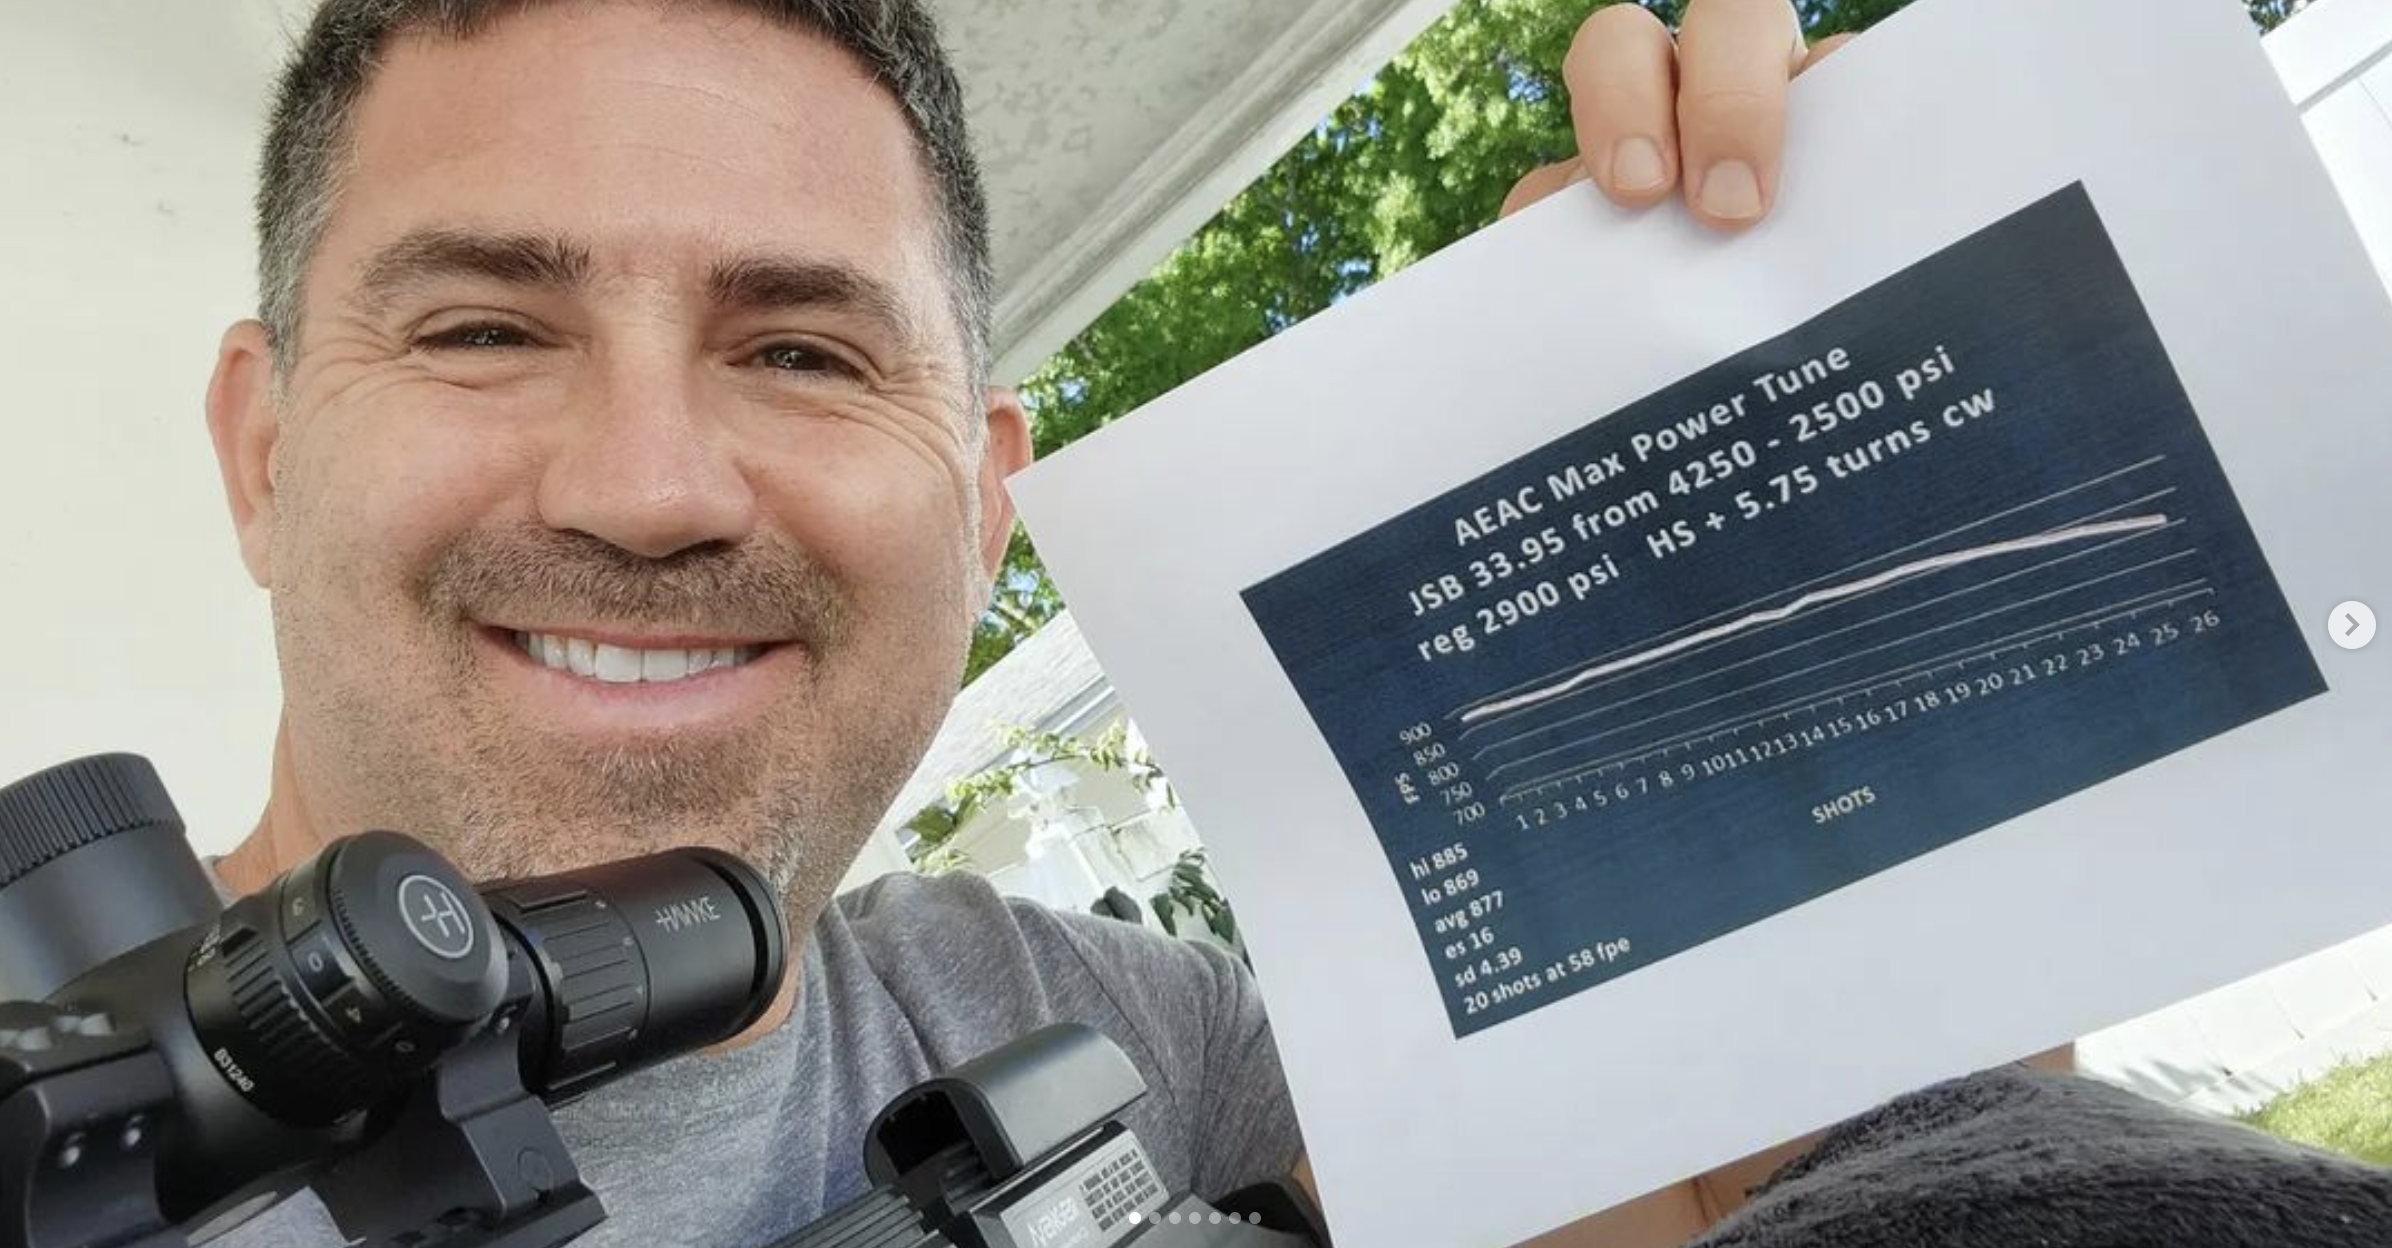 AEAC Max Power Tune
JSB 33.95 from 4250 - 2500 psi
reg 2900 psi HS + 5.75 turns cw
900
850
800
750
700
FPS
1 2 3 4 5 6 7 8 9 10 11 12 13 14 15 16 17 18 19 20 21 22 23 24 25 26
SHOTS
hi 885
lo 869
avg 877
es 16
sd 4.39
20 shots at 58 fpe
HAWKE
H
0
4